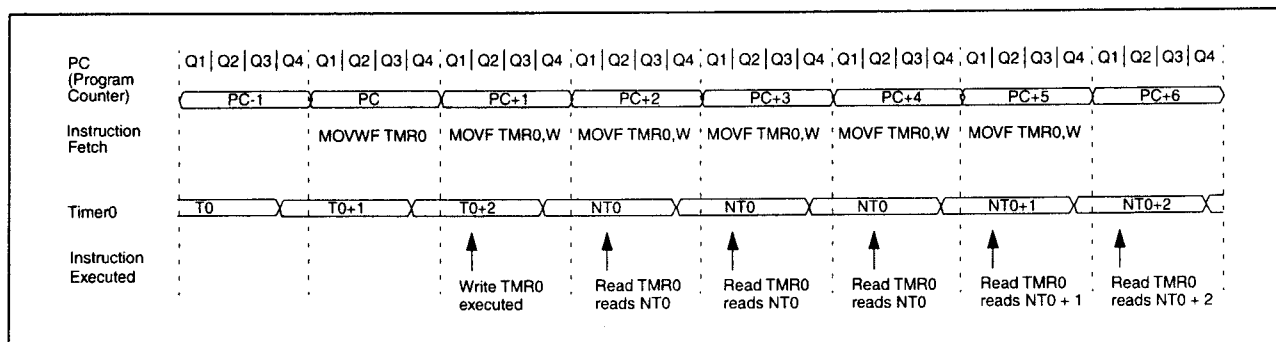 PC (Program Counter)
Q1 Q2 Q3 Q4 Q1 Q2 Q3 Q4 Q1 Q2 Q3 Q4 Q1 Q2 Q3 Q4 Q1 Q2 Q3 Q4 Q1 Q2 Q3 Q4 Q1 Q2 Q3 Q4 Q1 Q2 Q3 Q4
PC-1 PC PC+1 PC+2 PC+3 PC+4 PC+5 PC+6
Instruction Fetch
MOVWF TMR0 MOVF TMR0,W MOVF TMR0,W MOVF TMR0,W MOVF TMR0,W MOVF TMR0,W
Timer0
T0 T0+1 T0+2 NT0 NT0 NT0 NT0+1 NT0+2
Instruction Executed
Write TMR0 executed
Read TMR0 reads NT0
Read TMR0 reads NT0
Read TMR0 reads NT0
Read TMR0 reads NT0 + 1
Read TMR0 reads NT0 + 2